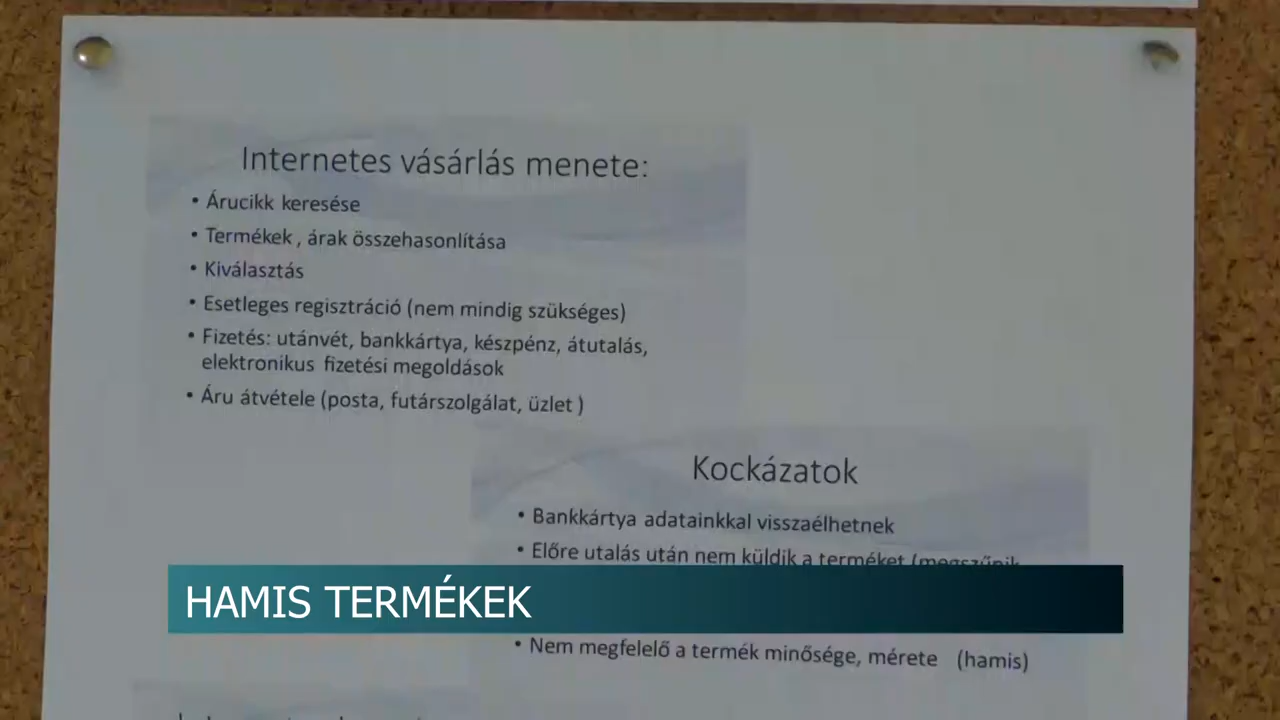 Internetes vásárlás menete:
• Árucikk keresése
• Termékek , árak összehasonlítása
• Kiválasztás
• Esetleges regisztráció (nem mindig szükséges)
• Fizetés: utánvét, bankkártya, készpénz, átutalás,
elektronikus fizetési megoldások
• Áru átvétele (posta, futárszolgálat, üzlet )
Kockázatok
• Bankkártya adatainkkal visszaélhetnek
• Előre utalás után nem küldik a terméket (megszűnik
HAMIS TERMÉKEK
• Nem megfelelő a termék minősége, mérete (hamis)